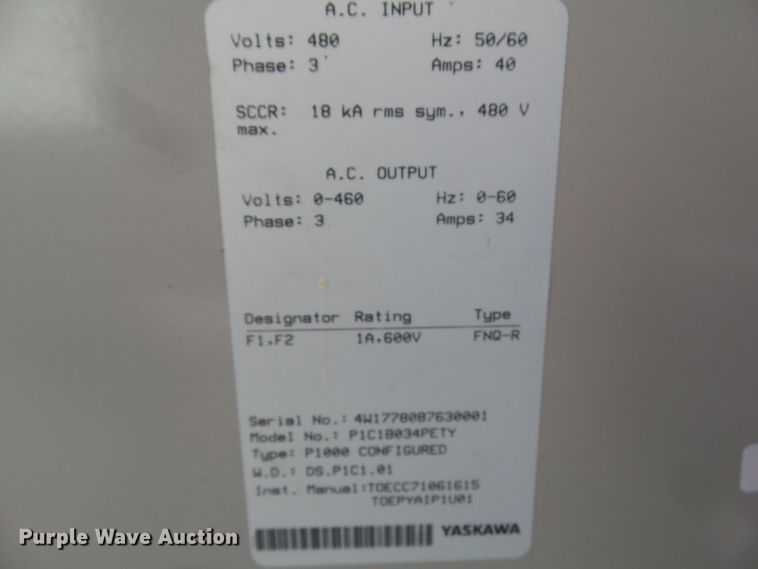 A.C. INPUT
Volts: 480 Hz: 50/60
Phase: 3 Amps: 40
SCCR: 18 kA rms sym., 480 V
max.
A.C. OUTPUT
Volts: 0-460 Hz: 0-60
Phase: 3 Amps: 34
Designator Rating Type
F1,F2 1A,600V FNQ-R
Serial No.: 4W1778087630001
Model No.: P1C1B034PETY
Type: P1000 CONFIGURED
W.D.: DS.P1C1.01
Inst. Manual:TOECC71061615
TOEPYAIP1U01
YASKAWA
Purple Wave Auction